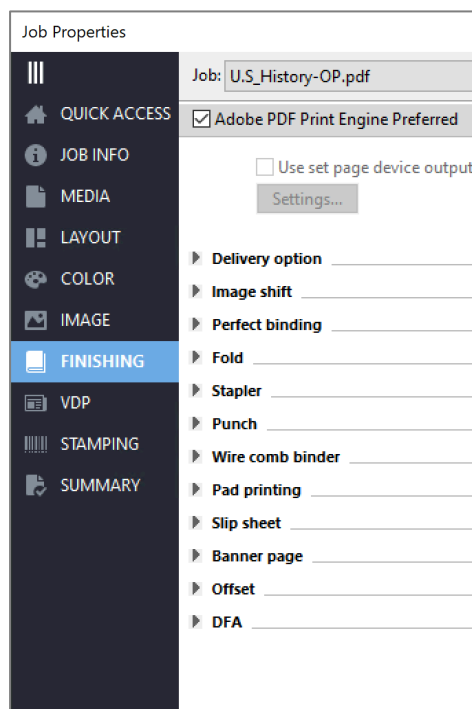 Job Properties
Job: U.S_History-OP.pdf
QUICK ACCESS
Adobe PDF Print Engine Preferred
JOB INFO
Use set page device output
MEDIA
Settings...
LAYOUT
Delivery option
COLOR
Image shift
IMAGE
Perfect binding
FINISHING
Fold
Stapler
VDP
Punch
STAMPING
Wire comb binder
SUMMARY
Pad printing
Slip sheet
Banner page
Offset
DFA